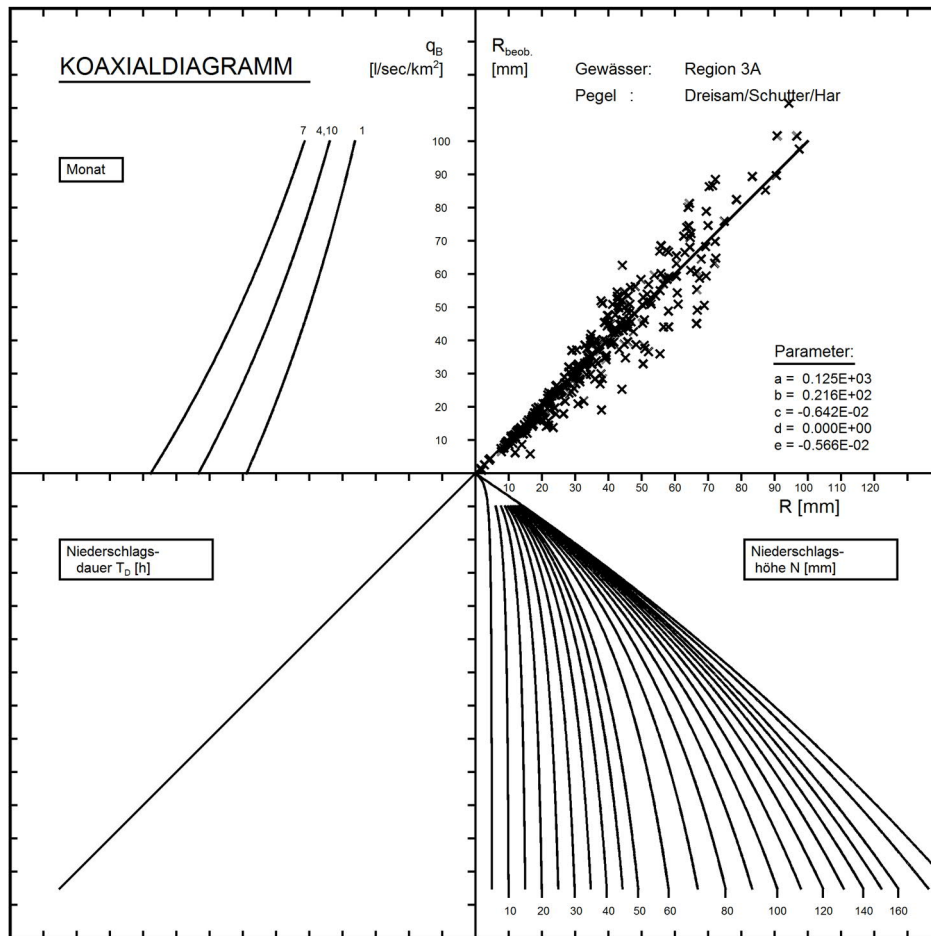 KOAXIALDIAGRAMM
qB
[l/sec/km²]
Rbeob.
[mm]
Gewässer: Region 3A
Pegel : Dreisam/Schutter/Har
7 4,10 1
Monat
100
90
80
70
60
50
40
30
20
10
Parameter:
a = 0.125E+03
b = 0.216E+02
c = -0.642E-02
d = 0.000E+00
e = -0.566E-02
10 20 30 40 50 60 70 80 90 100 110 120
R [mm]
Niederschlags-
dauer TD [h]
Niederschlags-
höhe N [mm]
10 20 30 40 50 60 80 100 120 140 160